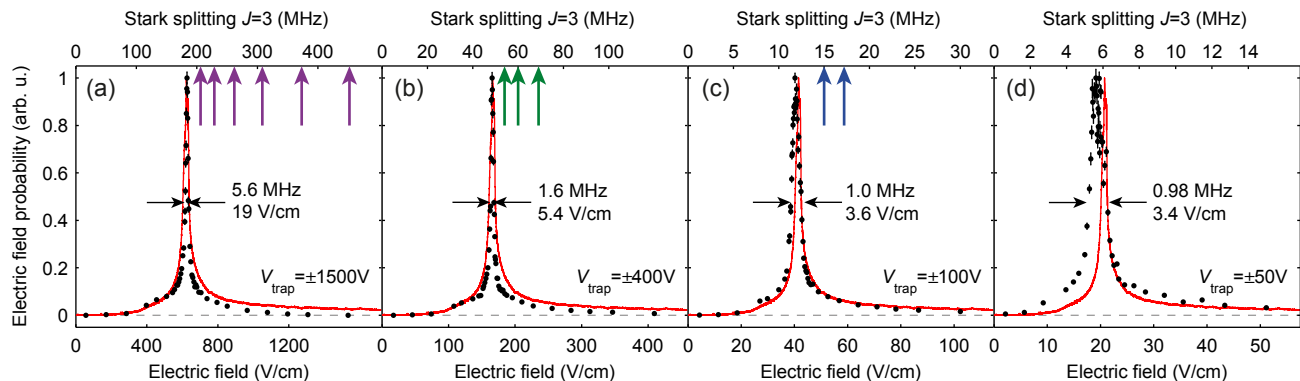 Stark splitting J=3 (MHz) Stark splitting J=3 (MHz) Stark splitting J=3 (MHz) Stark splitting J=3 (MHz)
0 100 200 300 400 0 20 40 60 80 100 0 5 10 15 20 25 30 0 2 4 6 8 10 12 14
Electric field probability (arb. u.)
1
0.8
0.6
0.4
0.2
0
(a) (b) (c) (d)
5.6 MHz 1.6 MHz 1.0 MHz 0.98 MHz
19 V/cm 5.4 V/cm 3.6 V/cm 3.4 V/cm
Vtrap=±1500V Vtrap=±400V Vtrap=±100V Vtrap=±50V
0 400 800 1200 0 100 200 300 400 0 20 40 60 80 100 0 10 20 30 40 50
Electric field (V/cm) Electric field (V/cm) Electric field (V/cm) Electric field (V/cm)